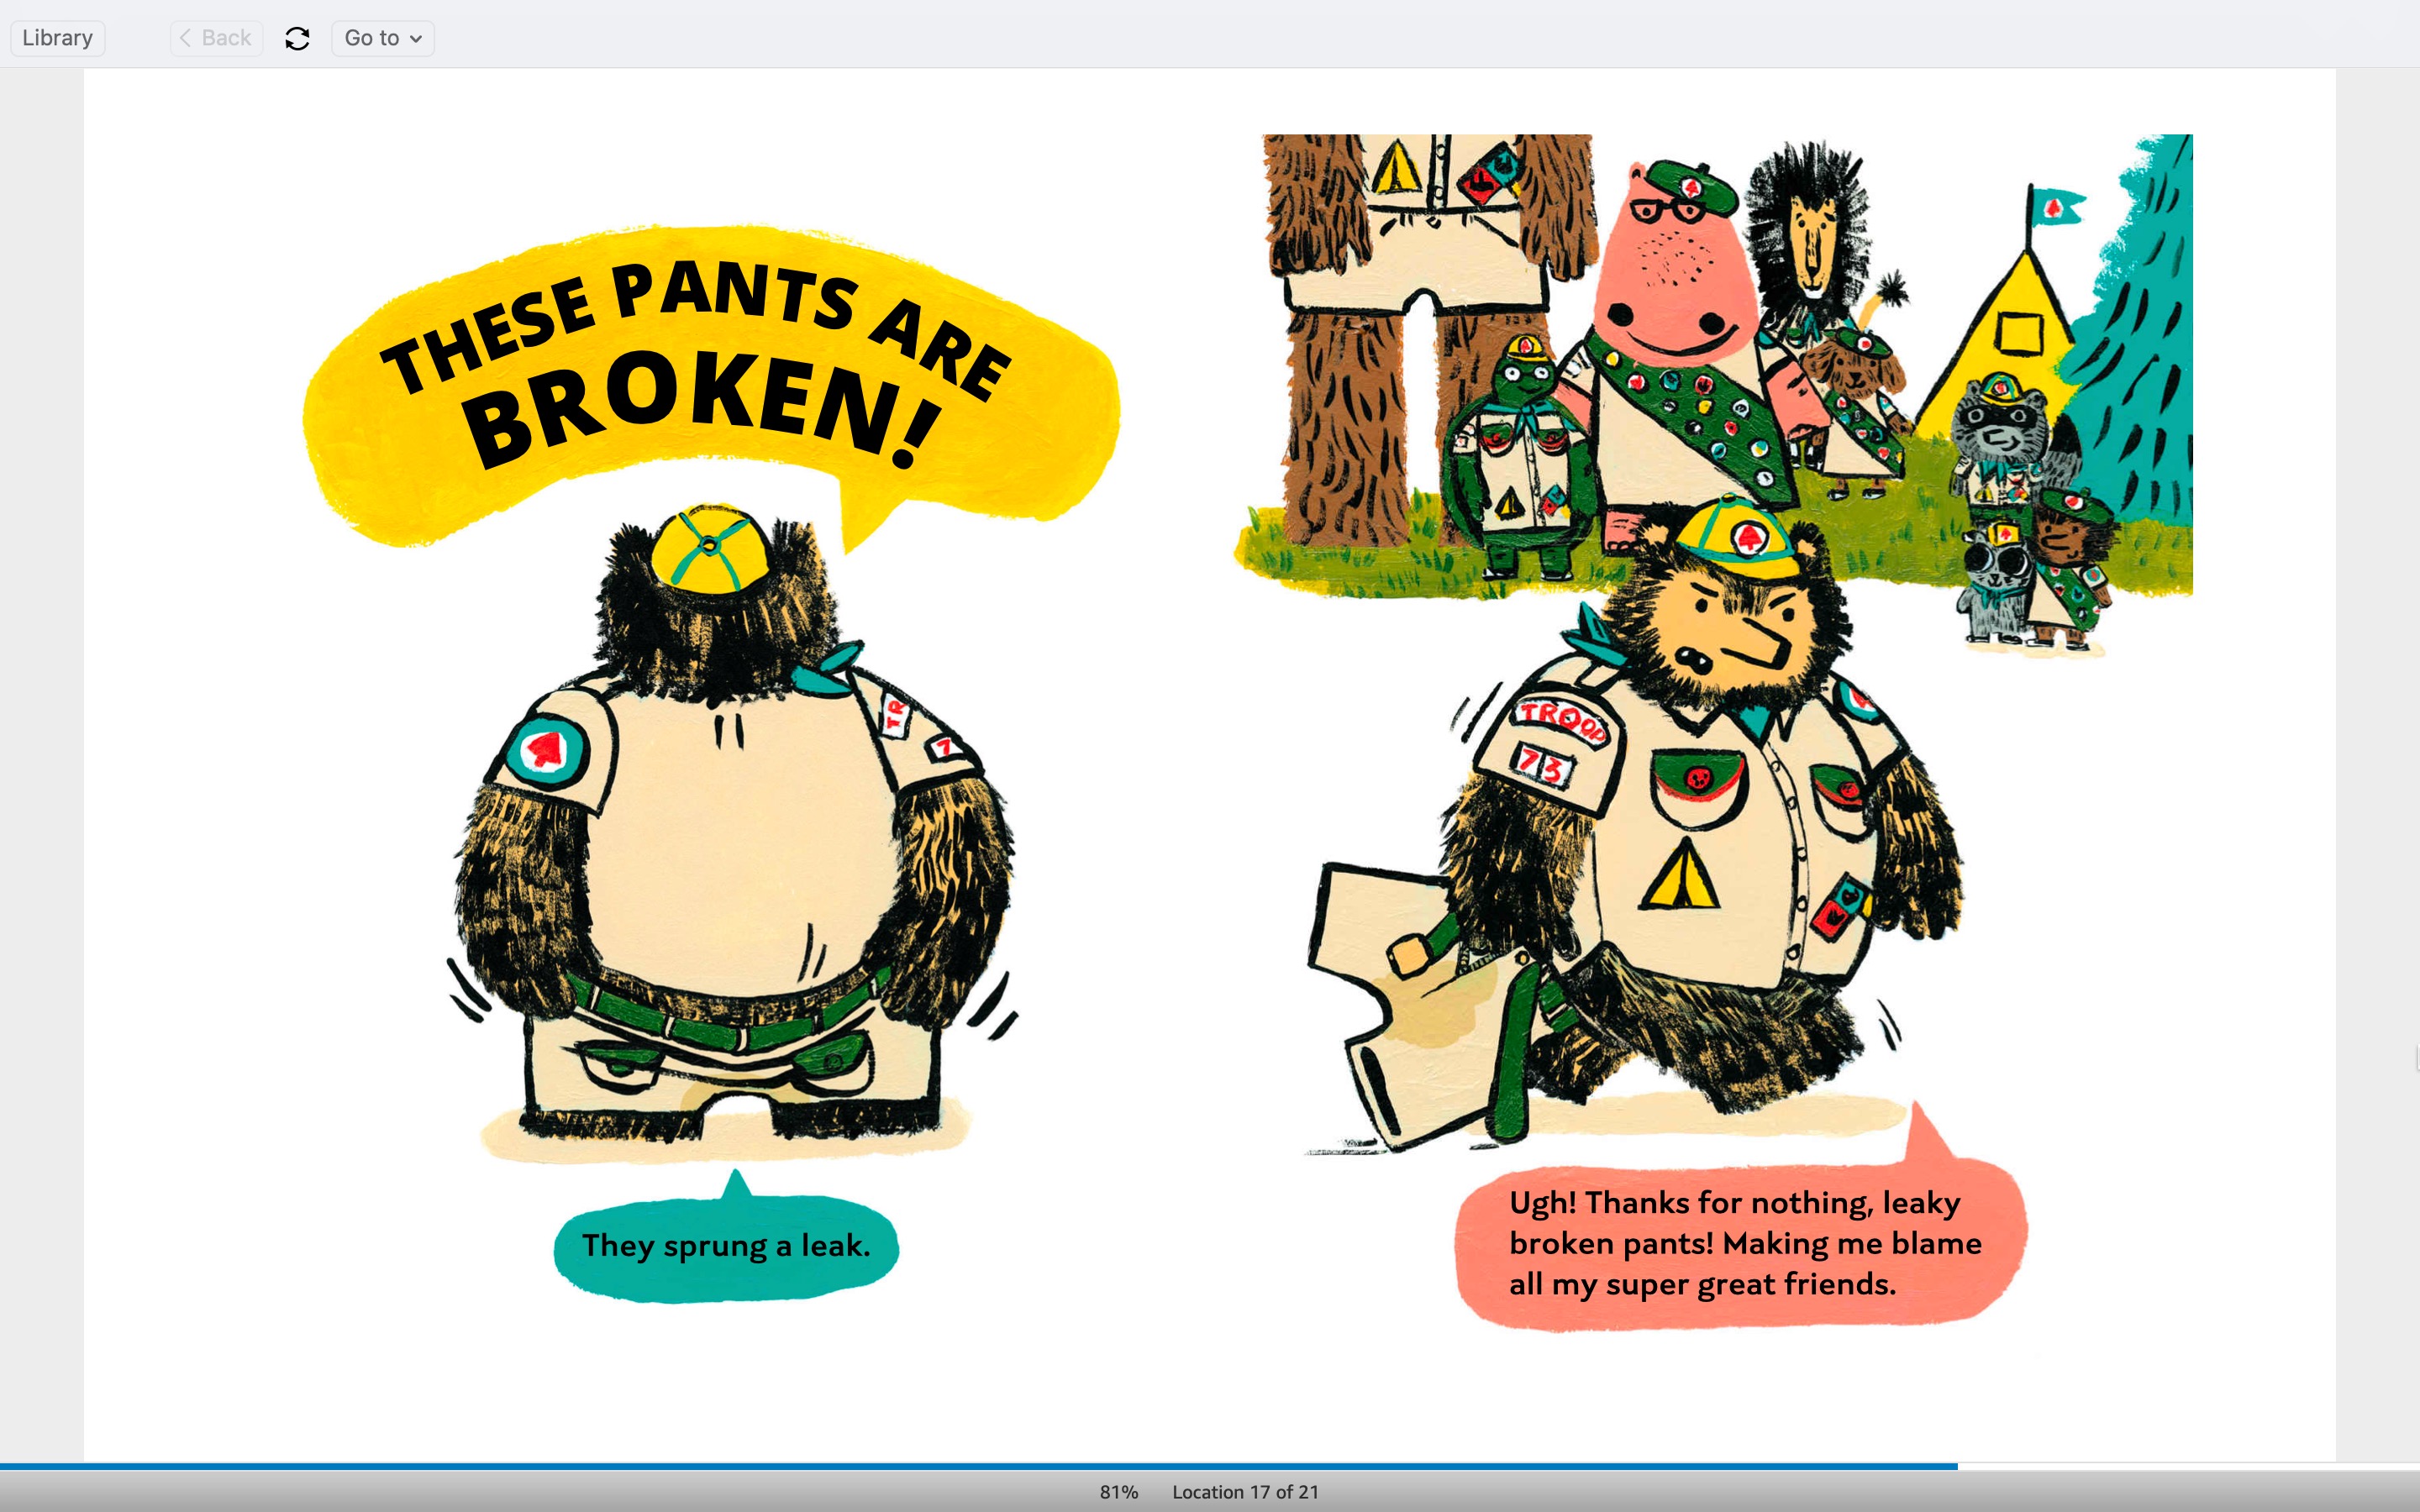 Library
Back
Go to
THESE PANTS ARE
BROKEN!
TR
7
They sprung a leak.
TROOP
73
Ugh! Thanks for nothing, leaky
broken pants! Making me blame
all my super great friends.
81% Location 17 of 21